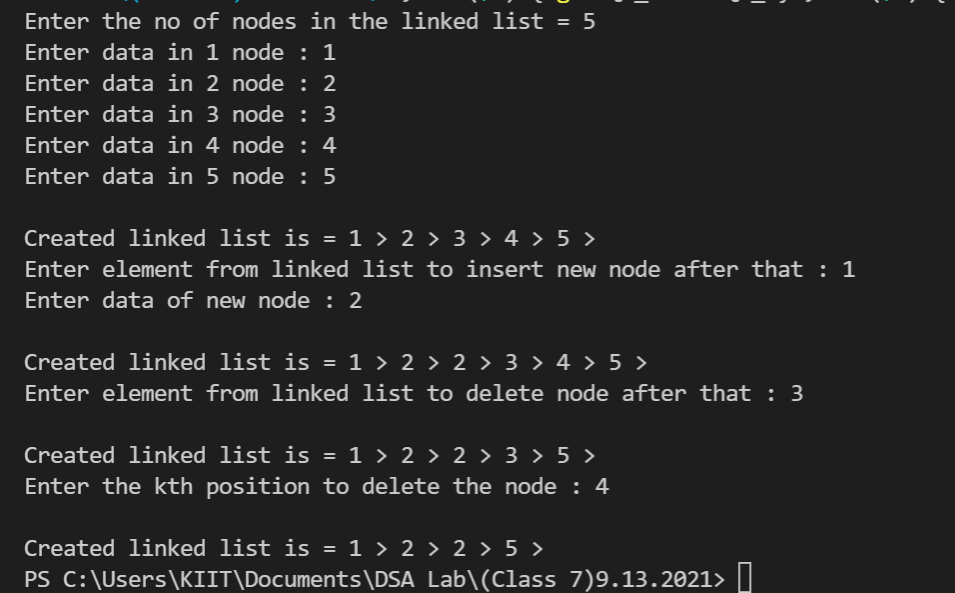 Enter the no of nodes in the linked list = 5
Enter data in 1 node : 1
Enter data in 2 node : 2
Enter data in 3 node : 3
Enter data in 4 node : 4
Enter data in 5 node : 5
Created linked list is = 1 > 2 > 3 > 4 > 5 >
Enter element from linked list to insert new node after that : 1
Enter data of new node : 2
Created linked list is = 1 > 2 > 2 > 3 > 4 > 5 >
Enter element from linked list to delete node after that : 3
Created linked list is = 1 > 2 > 2 > 3 > 5 >
Enter the kth position to delete the node : 4
Created linked list is = 1 > 2 > 2 > 5 >
PS C:\Users\KIIT\Documents\DSA Lab\(Class 7)9.13.2021>